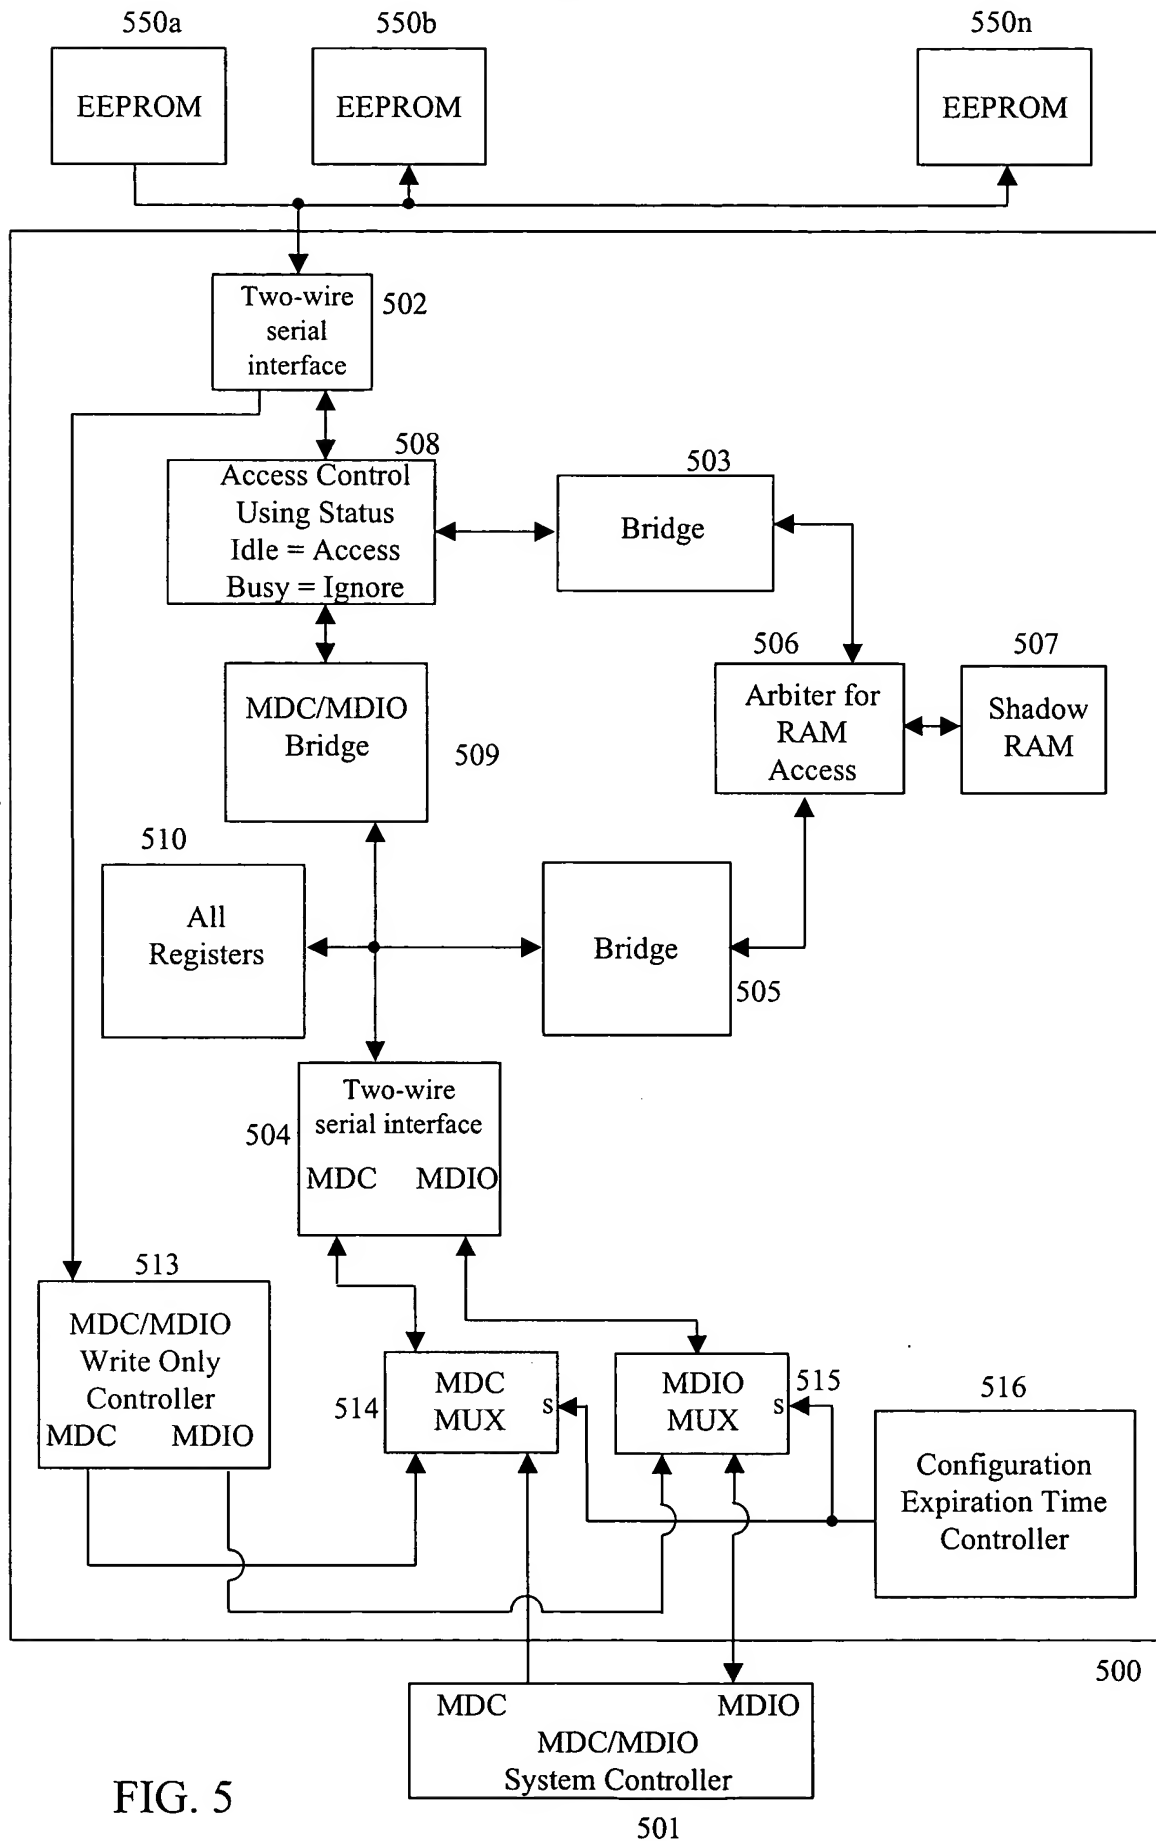 550a
550b
550n
EEPROM
EEPROM
EEPROM
Two-wire
serial
interface
502
508
Access Control
Using Status
Idle = Access
Busy = Ignore
503
Bridge
506
Arbiter for
RAM
Access
507
Shadow
RAM
MDC/MDIO
Bridge
509
510
All
Registers
Bridge
505
Two-wire
serial interface
MDC MDIO
504
513
MDC/MDIO
Write Only
Controller
MDC MDIO
514
MDC
MUX
s
MDIO
MUX
s
515
516
Configuration
Expiration Time
Controller
500
MDC MDIO
MDC/MDIO
System Controller
501
FIG. 5